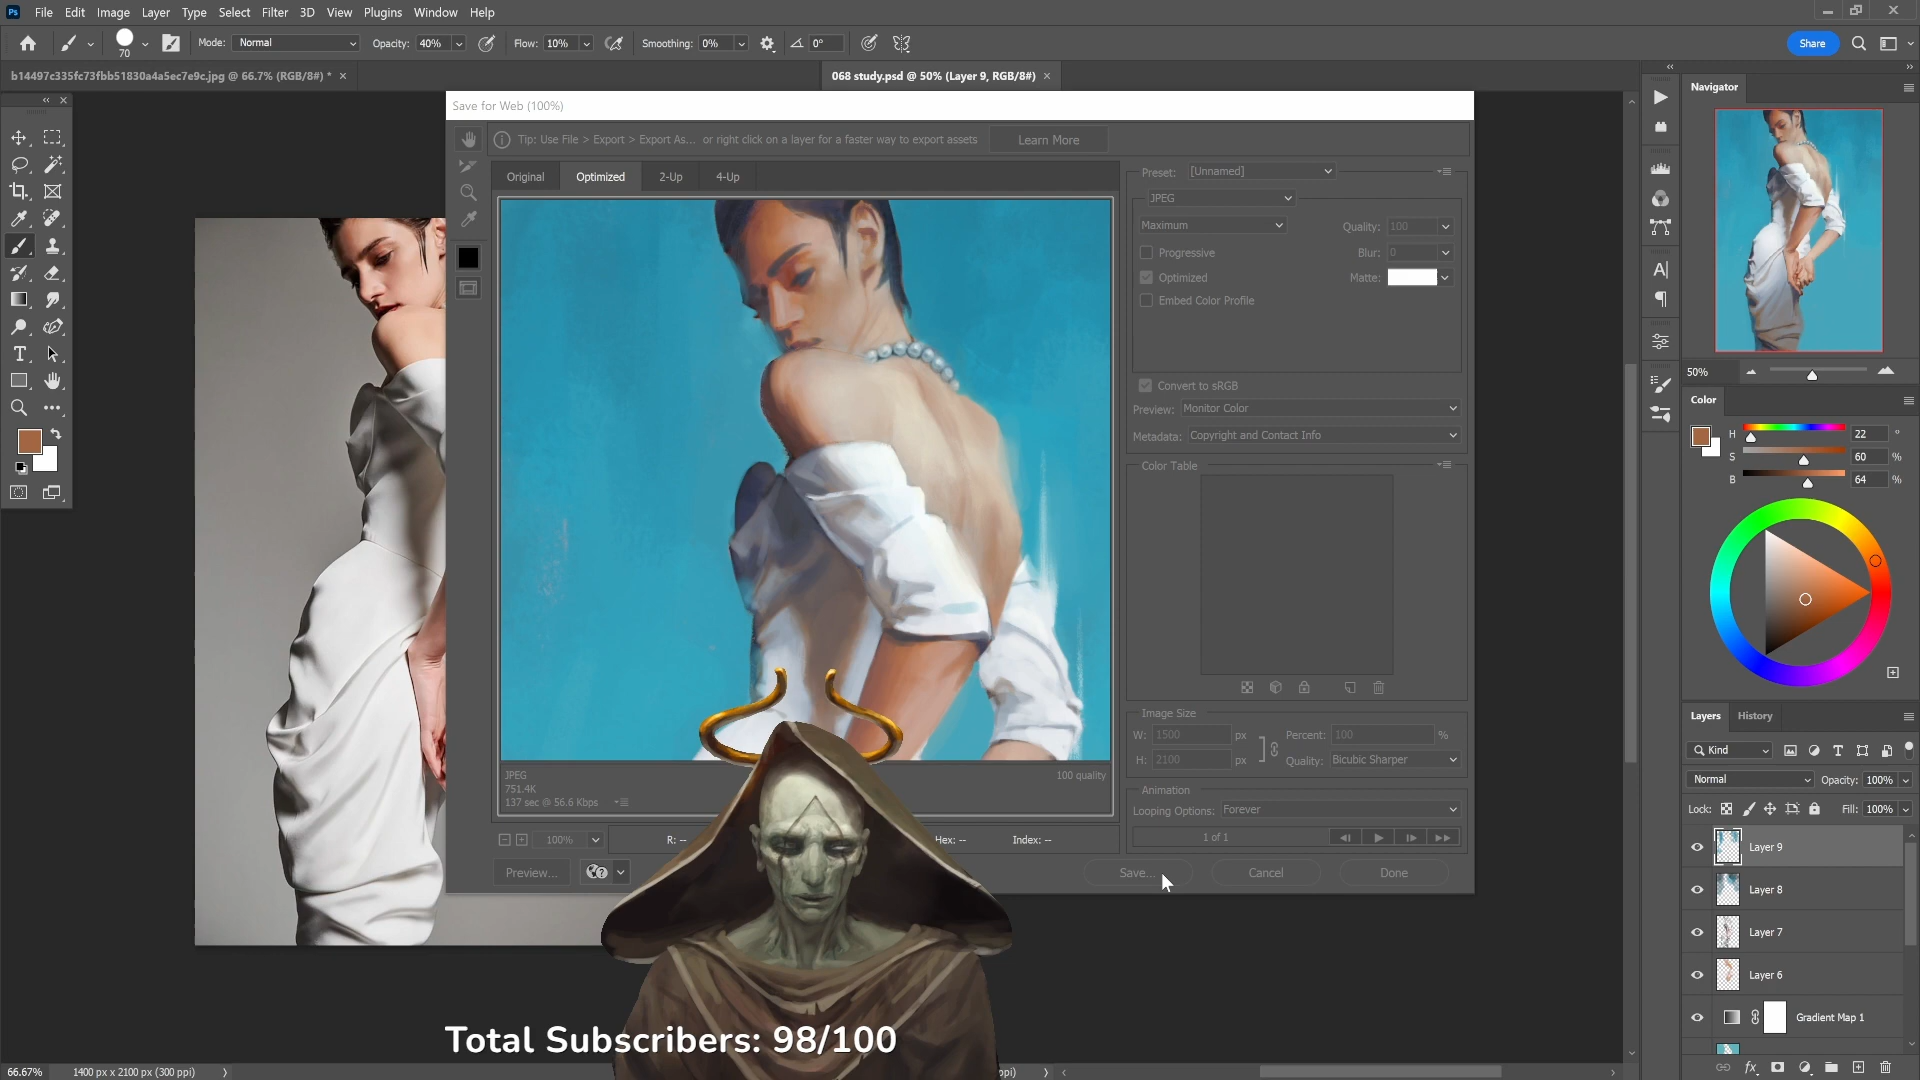 Ps File Edit Image Layer Type Select Filter 3D View Plugins Window Help
70 Mode: Normal Opacity: 40% Flow: 10% Smoothing: 0% 0° Share
b14497c335fc73fbb51830a4a5ec7e9c.jpg @ 66.7% (RGB/8#) * × 068 study.psd @ 50% (Layer 9, RGB/8#) ×
Save for Web (100%)
Tip: Use File > Export > Export As... or right click on a layer for a faster way to export assets Learn More
Original Optimized 2-Up 4-Up
Preset: [Unnamed]
JPEG
Maximum Quality: 100
Progressive Blur: 0
Optimized Matte:
Embed Color Profile
Convert to sRGB
Preview: Monitor Color
Metadata: Copyright and Contact Info
Color Table
Image Size
W: 1500 px Percent: 100 %
H: 2100 px Quality: Bicubic Sharper
Animation
Looping Options: Forever
1 of 1
JPEG 100 quality
751.4K
137 sec @ 56.6 Kbps
100% R: -- Hex: -- Index: --
Preview... Save... Cancel Done
Navigator
50%
Color
H 22 °
S 60 %
B 64 %
Layers History
Kind
Normal Opacity: 100%
Lock: Fill: 100%
Layer 9
Layer 8
Layer 7
Layer 6
Gradient Map 1
Total Subscribers: 98/100
66.67% 1400 px x 2100 px (300 ppi) ppi)